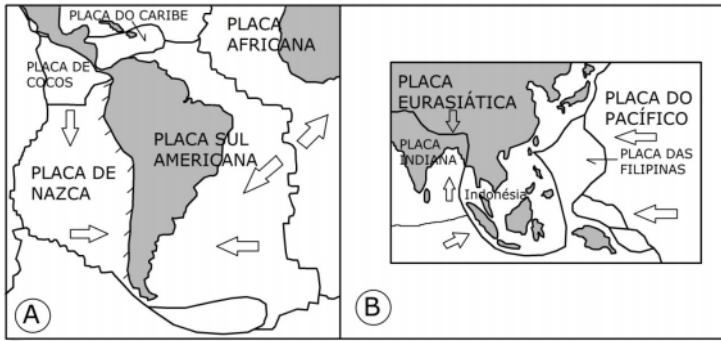 PLACA DO CARIBE
PLACA
AFRICANA
PLACA DE
COCOS
PLACA SUL
AMERICANA
PLACA DE
NAZCA
A
PLACA
EURASIÁTICA
PLACA DO
PACÍFICO
PLACA
INDIANA
PLACA DAS
FILIPINAS
Indonésia
B